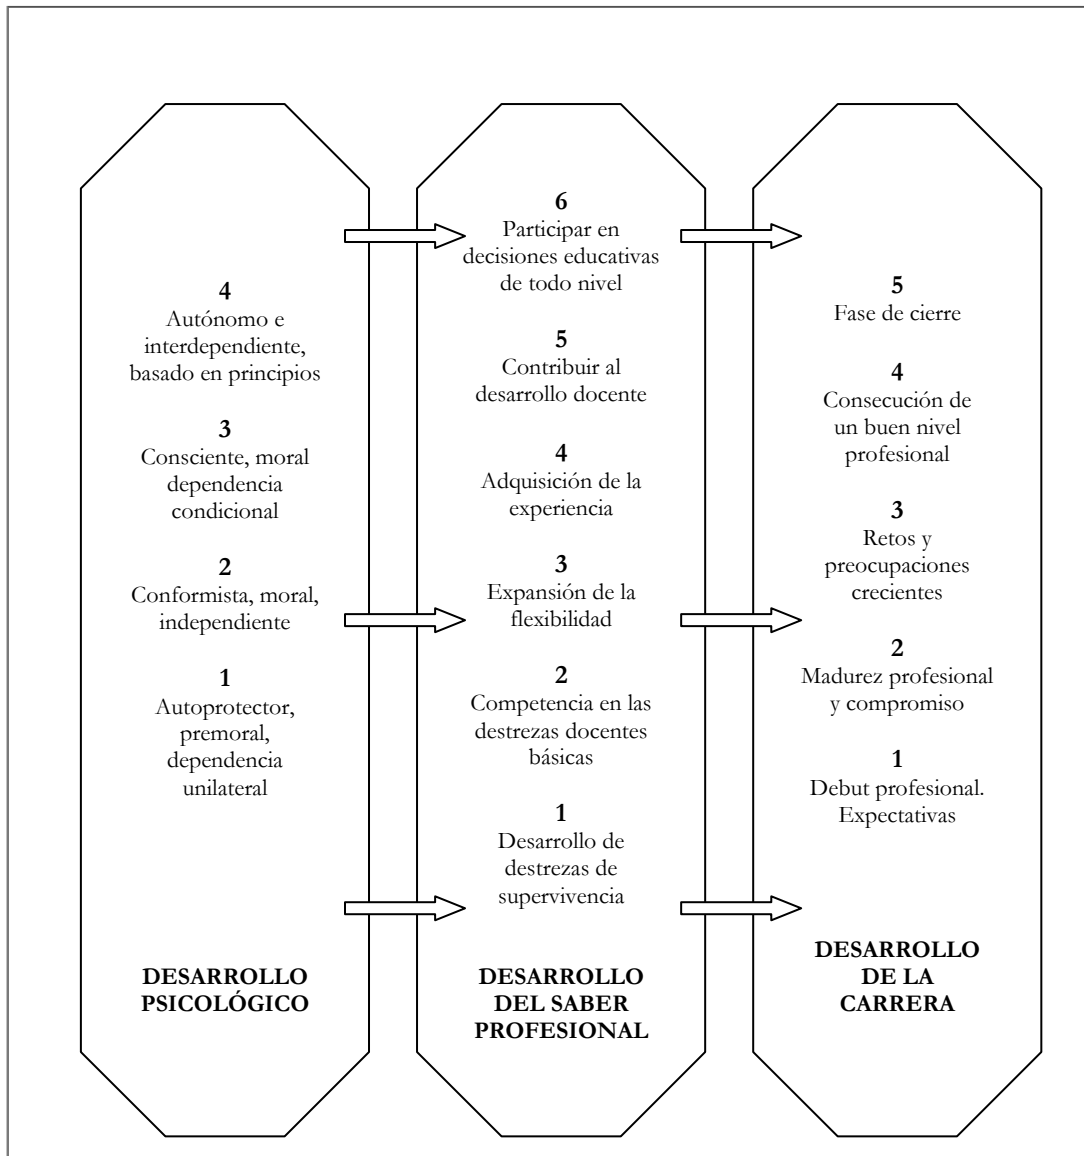 4
Autónomo e
interdependiente,
basado en principios
3
Consciente, moral
dependencia
condicional
2
Conformista, moral,
independiente
1
Autoprotector,
premoral,
dependencia
unilateral
DESARROLLO
PSICOLÓGICO
6
Participar en
decisiones educativas
de todo nivel
5
Contribuir al
desarrollo docente
4
Adquisición de la
experiencia
3
Expansión de la
flexibilidad
2
Competencia en las
destrezas docentes
básicas
1
Desarrollo de
destrezas de
supervivencia
DESARROLLO
DEL SABER
PROFESIONAL
5
Fase de cierre
4
Consecución de
un buen nivel
profesional
3
Retos y
preocupaciones
crecientes
2
Madurez profesional
y compromiso
1
Debut profesional.
Expectativas
DESARROLLO
DE LA
CARRERA